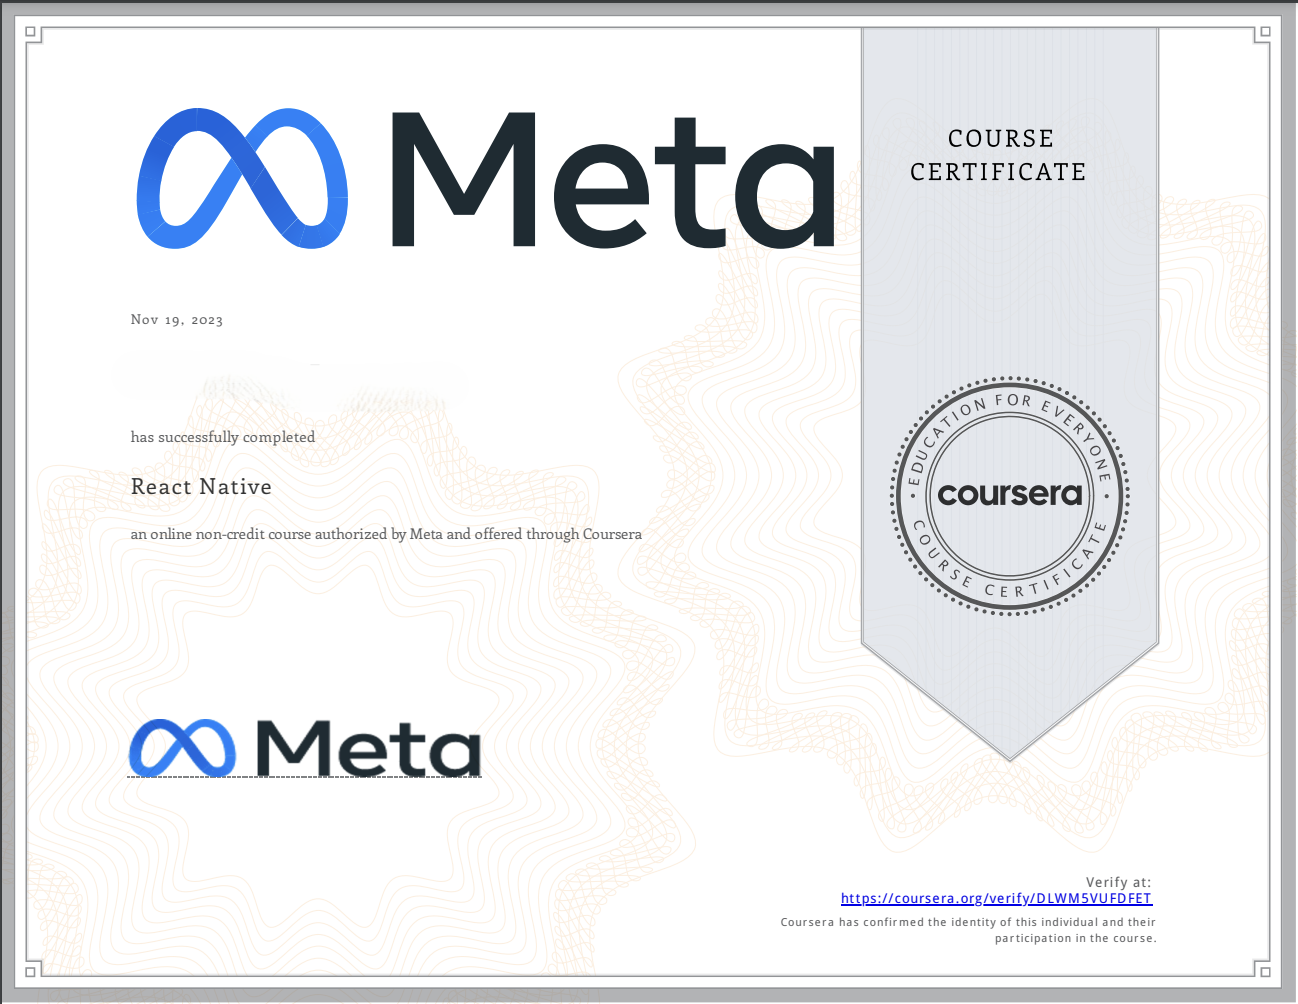 Meta
COURSE
CERTIFICATE
Nov 19, 2023
has successfully completed
React Native
an online non-credit course authorized by Meta and offered through Coursera
EDUCATION FOR EVERYONE
coursera
COURSE CERTIFICATE
Meta
Verify at:
https://coursera.org/verify/DLWM5VUFDFET
Coursera has confirmed the identity of this individual and their
participation in the course.